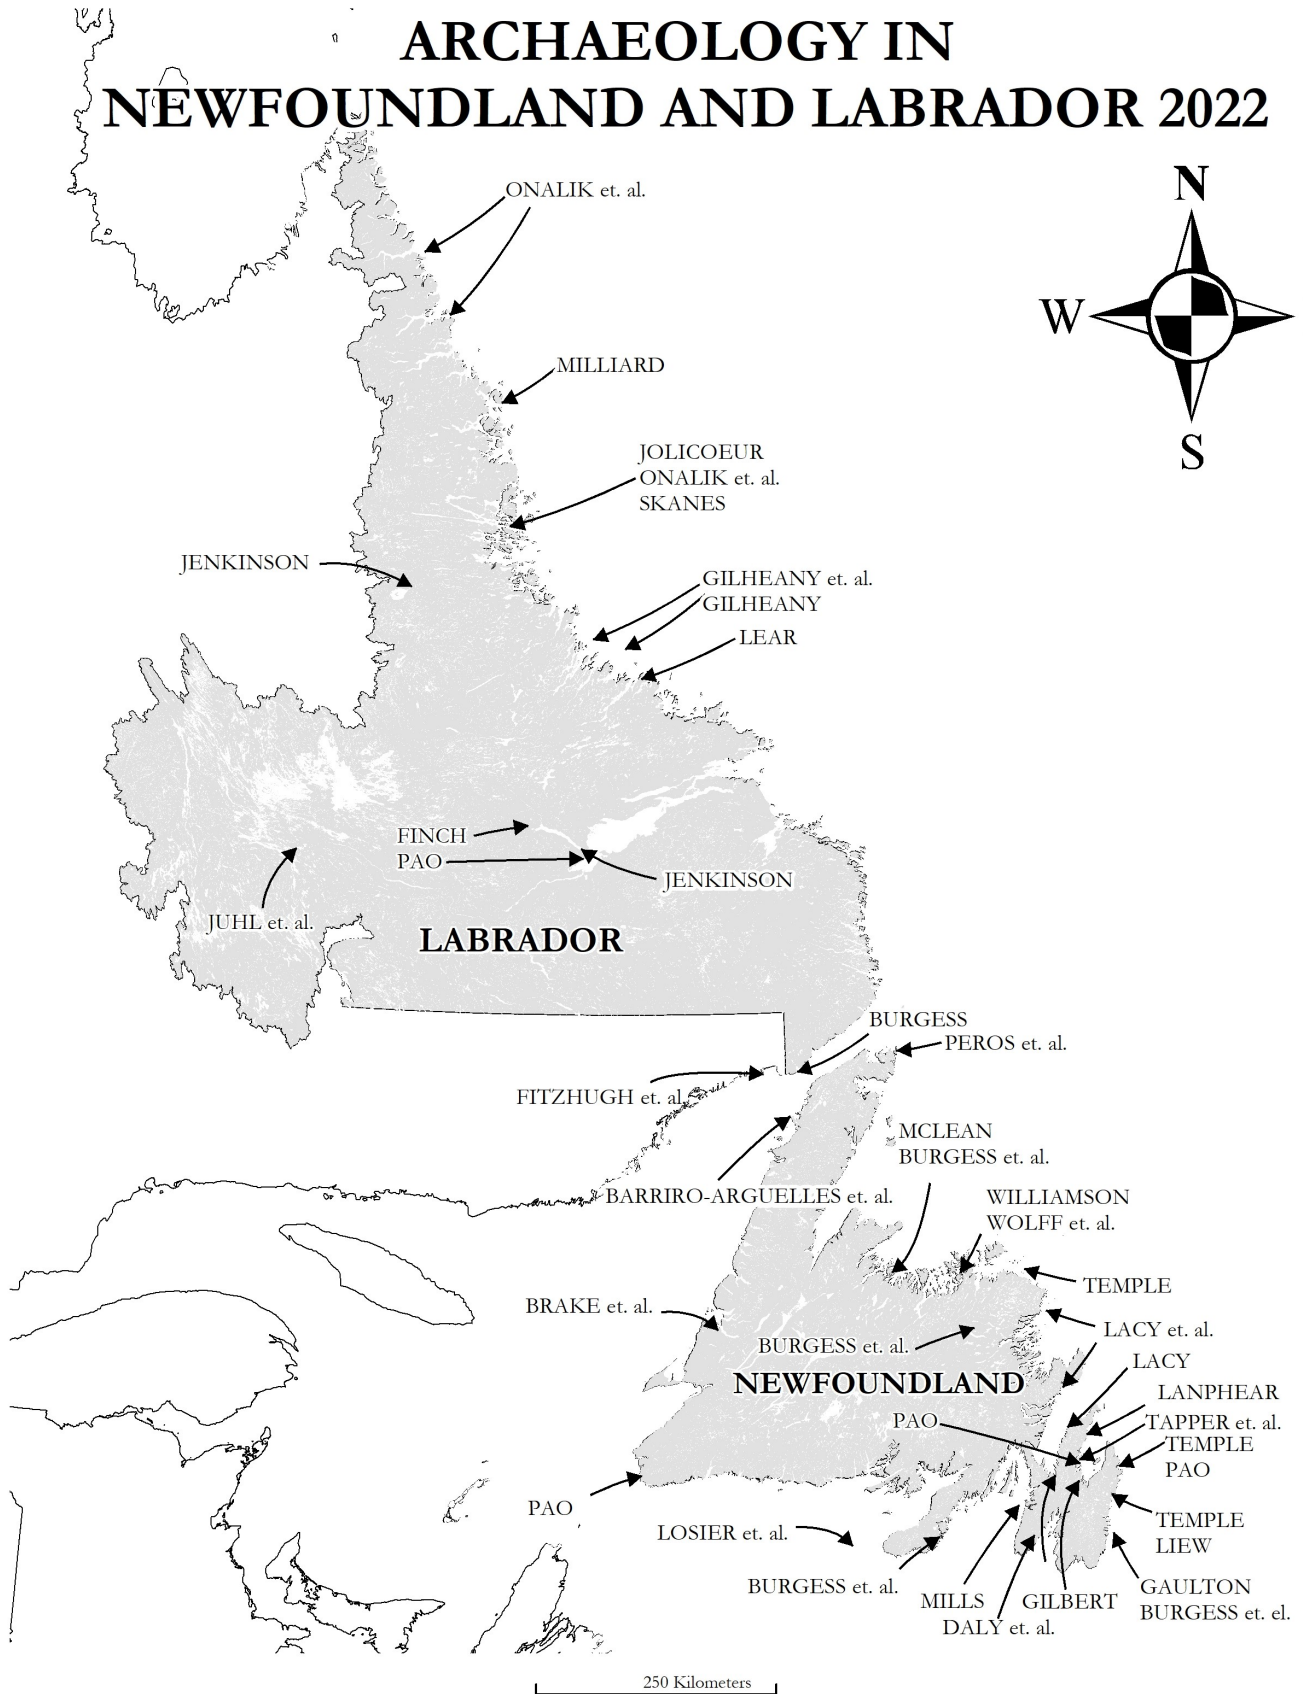 ARCHAEOLOGY IN
NEWFOUNDLAND AND LABRADOR 2022
N
W
S
ONALIK et. al.
MILLIARD
JOLICOEUR
ONALIK et. al.
SKANES
JENKINSON
GILHEANY et. al.
GILHEANY
LEAR
FINCH
PAO
JENKINSON
JUHL et. al.
LABRADOR
BURGESS
PEROS et. al.
FITZHUGH et. al.
MCLEAN
BURGESS et. al.
BARRIRO-ARGUELLES et. al.
WILLIAMSON
WOLFF et. al.
TEMPLE
BRAKE et. al.
LACY et. al.
BURGESS et. al.
LACY
NEWFOUNDLAND
LANPHEAR
PAO
TAPPER et. al.
TEMPLE
PAO
PAO
TEMPLE
LIEW
LOSIER et. al.
BURGESS et. al.
MILLS
GILBERT
DALY et. al.
GAULTON
BURGESS et. el.
250 Kilometers